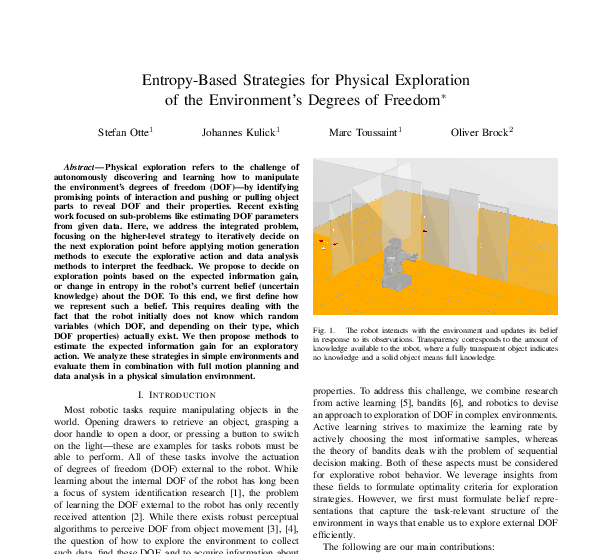 Entropy-Based Strategies for Physical Exploration
of the Environment's Degrees of Freedom*
Stefan Otte1 Johannes Kulick1 Marc Toussaint1 Oliver Brock2
Abstract—Physical exploration refers to the challenge of
autonomously discovering and learning how to manipulate
the environment's degrees of freedom (DOF)—by identifying
promising points of interaction and pushing or pulling object
parts to reveal DOF and their properties. Recent existing
work focused on sub-problems like estimating DOF parameters
from given data. Here, we address the integrated problem,
focusing on the higher-level strategy to iteratively decide on
the next exploration point before applying motion generation
methods to execute the explorative action and data analysis
methods to interpret the feedback. We propose to decide on
exploration points based on the expected information gain,
or change in entropy in the robot's current belief (uncertain
knowledge) about the DOF. To this end, we first define how
we represent such a belief. This requires dealing with the
fact that the robot initially does not know which random
variables (which DOF, and depending on their type, which
DOF properties) actually exist. We then propose methods to
estimate the expected information gain for an exploratory
action. We analyze these strategies in simple environments and
evaluate them in combination with full motion planning and
data analysis in a physical simulation environment.
I. INTRODUCTION
Most robotic tasks require manipulating objects in the
world. Opening drawers to retrieve an object, grasping a
door handle to open a door, or pressing a button to switch
on the light—these are examples for tasks robots must be
able to perform. All of these tasks involve the actuation
of degrees of freedom (DOF) external to the robot. While
learning about the internal DOF of the robot has long been
a focus of system identification research [1], the problem
of learning the DOF external to the robot has only recently
received attention [2]. While there exists robust perceptual
algorithms to perceive DOF from object movement [3], [4],
the question of how to explore the environment to collect
such data, find these DOF and to acquire information about
Fig. 1. The robot interacts with the environment and updates its belief
in response to its observations. Transparency corresponds to the amount of
knowledge available to the robot, where a fully transparent object indicates
no knowledge and a solid object means full knowledge.
properties. To address this challenge, we combine research
from active learning [5], bandits [6], and robotics to devise
an approach to exploration of DOF in complex environments.
Active learning strives to maximize the learning rate by
actively choosing the most informative samples, whereas
the theory of bandits deals with the problem of sequential
decision making. Both of these aspects must be considered
for explorative robot behavior. We leverage insights from
these fields to formulate optimality criteria for exploration
strategies. However, we first must formulate belief repre-
sentations that capture the task-relevant structure of the
environment in ways that enable us to explore external DOF
efficiently.
The following are our main contributions: